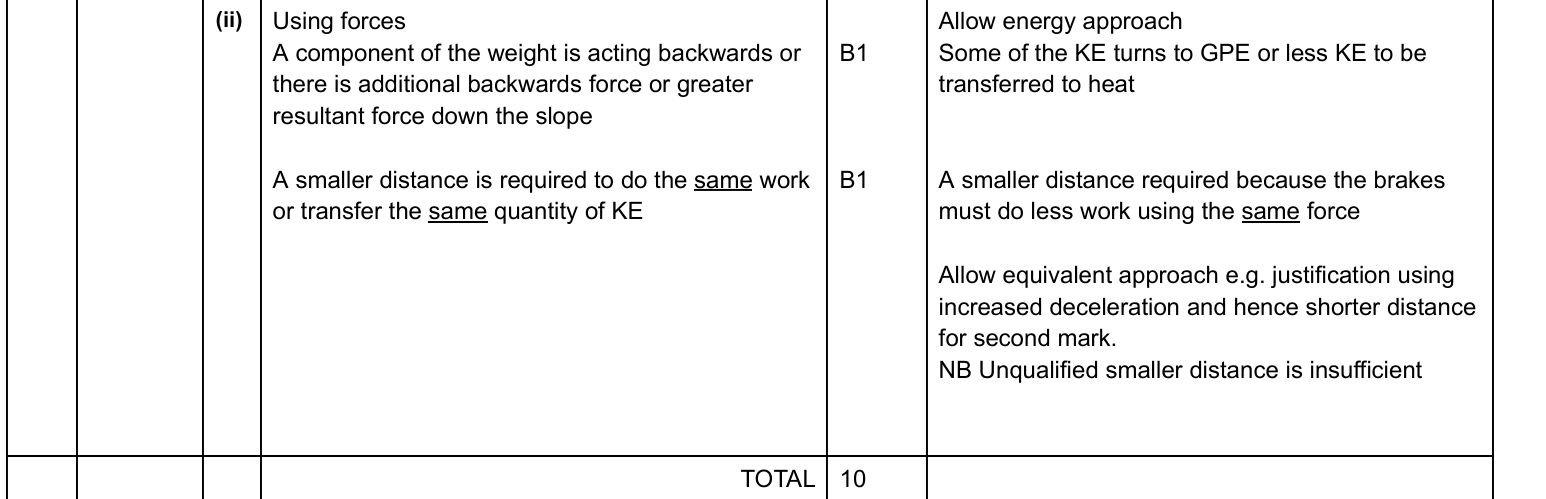 (ii) Using forces
A component of the weight is acting backwards or
there is additional backwards force or greater
resultant force down the slope
B1
Allow energy approach
Some of the KE turns to GPE or less KE to be
transferred to heat
A smaller distance is required to do the same work
or transfer the same quantity of KE
B1
A smaller distance required because the brakes
must do less work using the same force
Allow equivalent approach e.g. justification using
increased deceleration and hence shorter distance
for second mark.
NB Unqualified smaller distance is insufficient
TOTAL 10